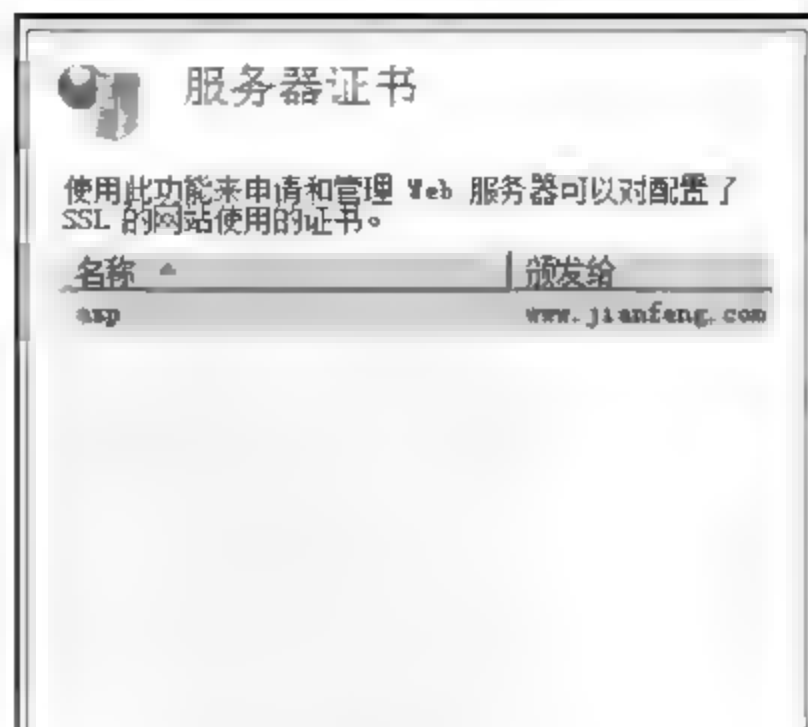 服务器证书
使用此功能来申请和管理 Web 服务器可以对配置了
SSL 的网站使用的证书。
名称 颁发给
asp www.jianfeng.com